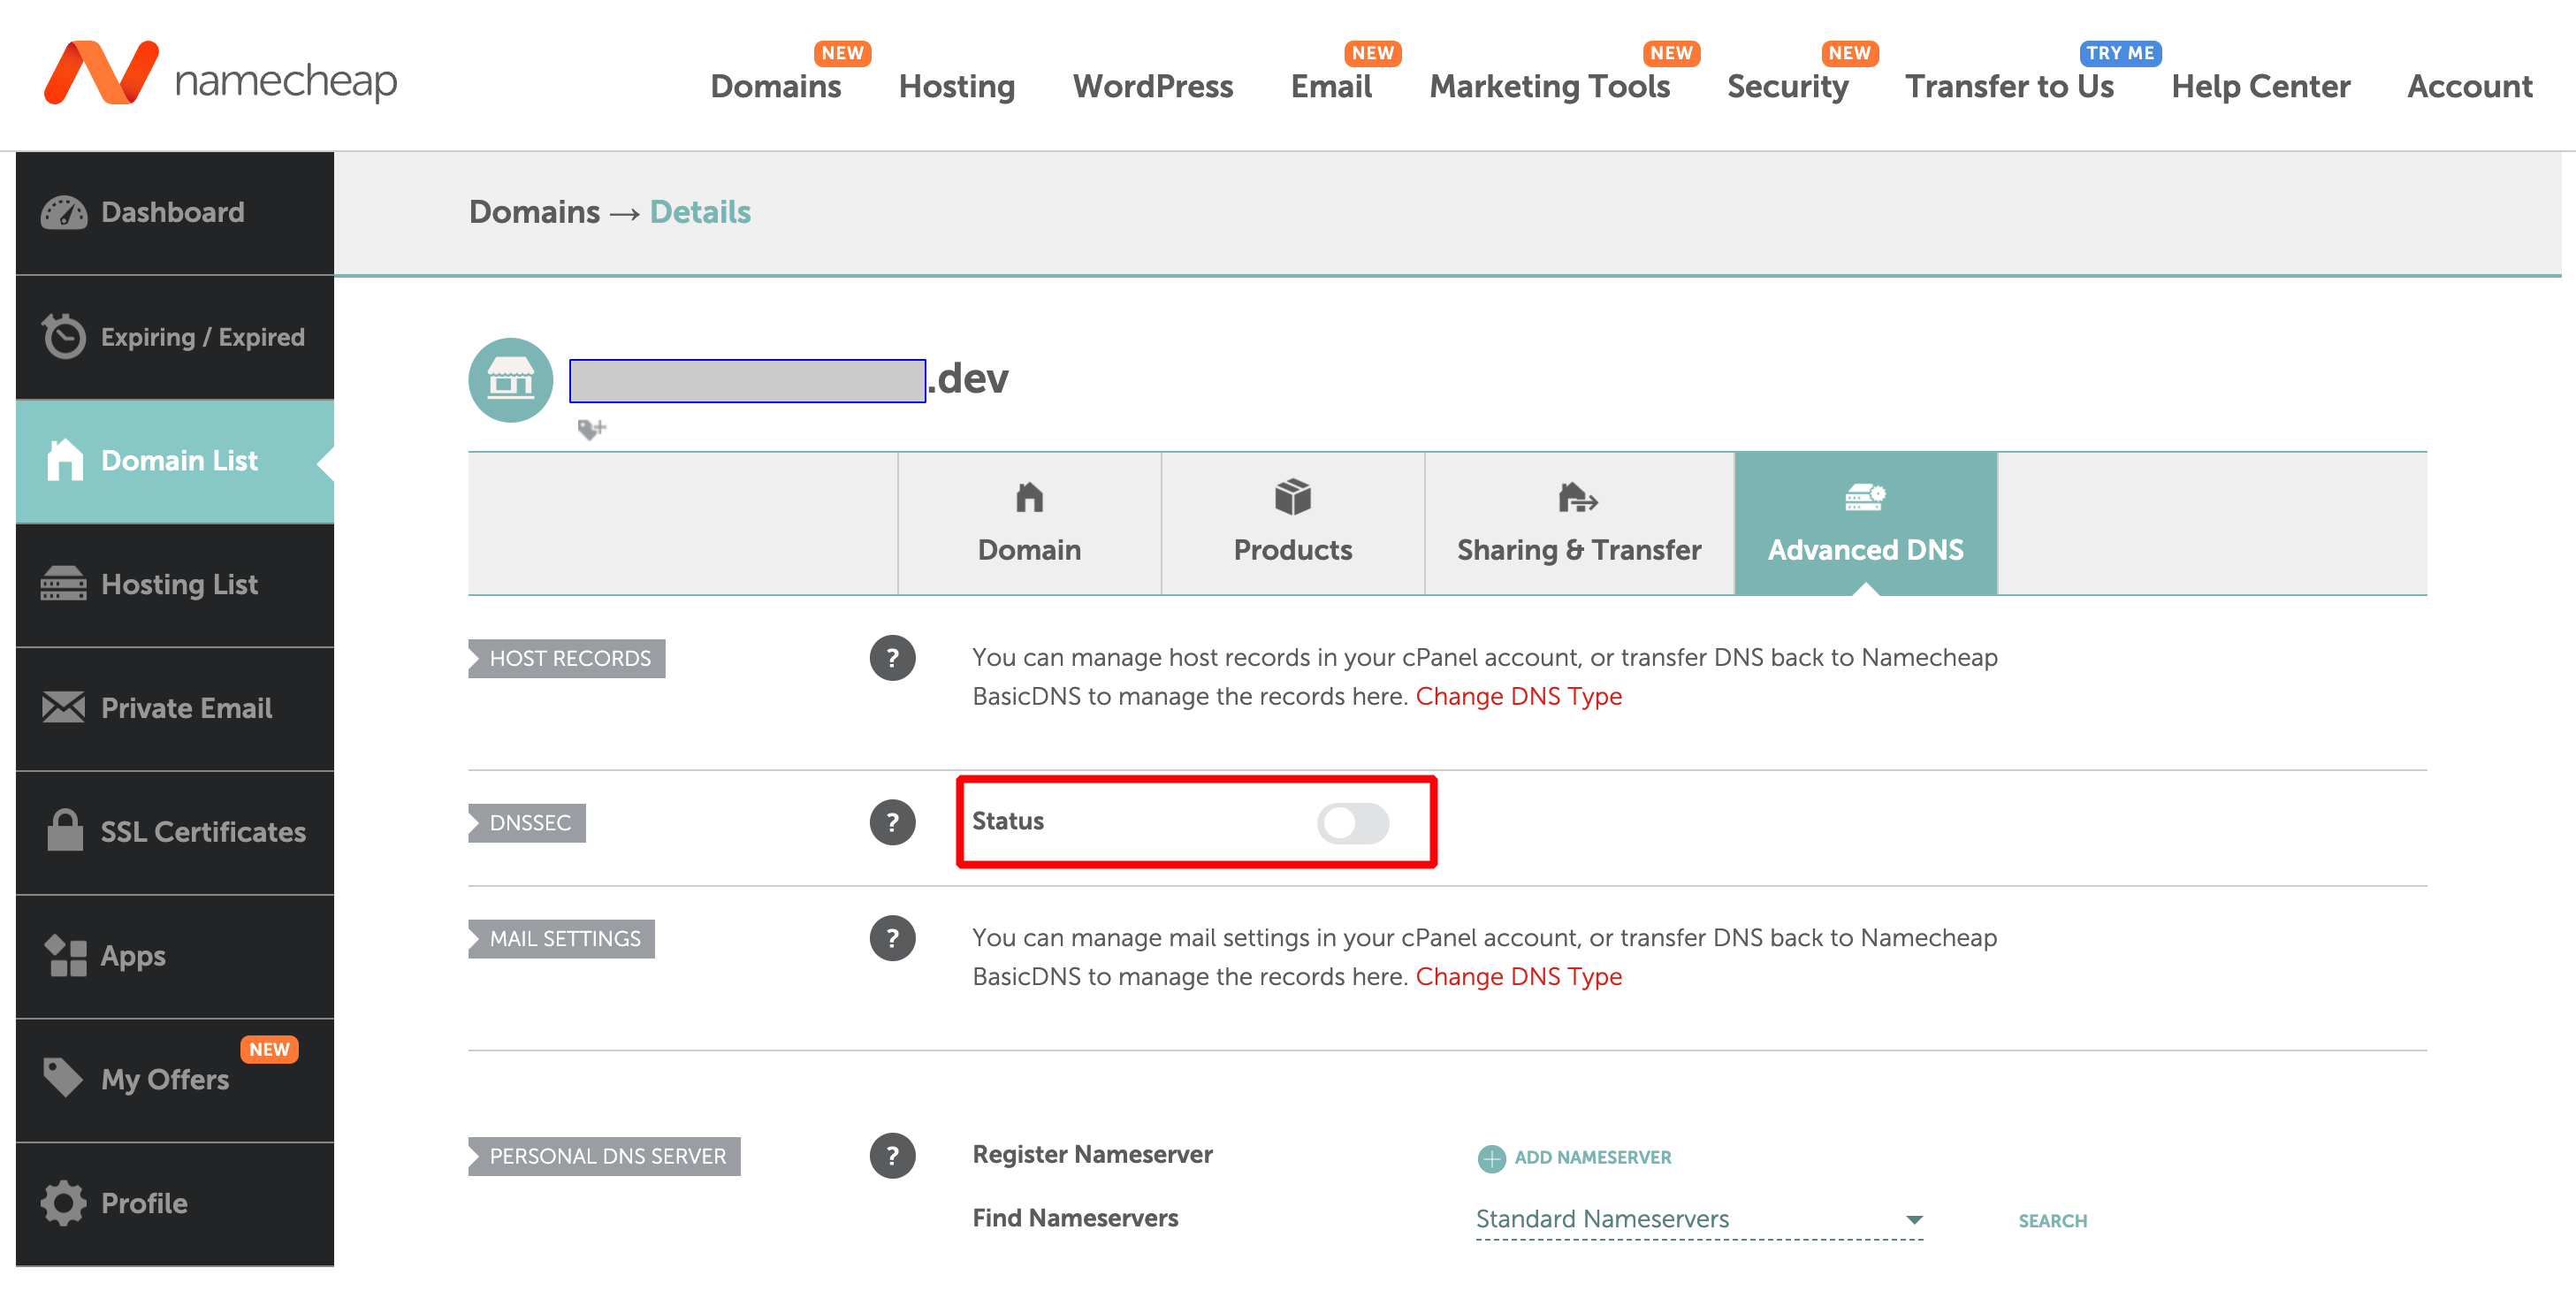 namecheap
NEW
NEW
NEW
NEW
TRY ME
Domains Hosting WordPress Email Marketing Tools Security Transfer to Us Help Center Account
Dashboard
Expiring / Expired
Domain List
Hosting List
Private Email
SSL Certificates
Apps
NEW
My Offers
Profile
Domains → Details
.dev
Domain
Products
Sharing & Transfer
Advanced DNS
HOST RECORDS
?
You can manage host records in your cPanel account, or transfer DNS back to Namecheap
BasicDNS to manage the records here. Change DNS Type
DNSSEC
?
Status
MAIL SETTINGS
?
You can manage mail settings in your cPanel account, or transfer DNS back to Namecheap
BasicDNS to manage the records here. Change DNS Type
PERSONAL DNS SERVER
?
Register Nameserver
ADD NAMESERVER
Find Nameservers
Standard Nameservers
SEARCH